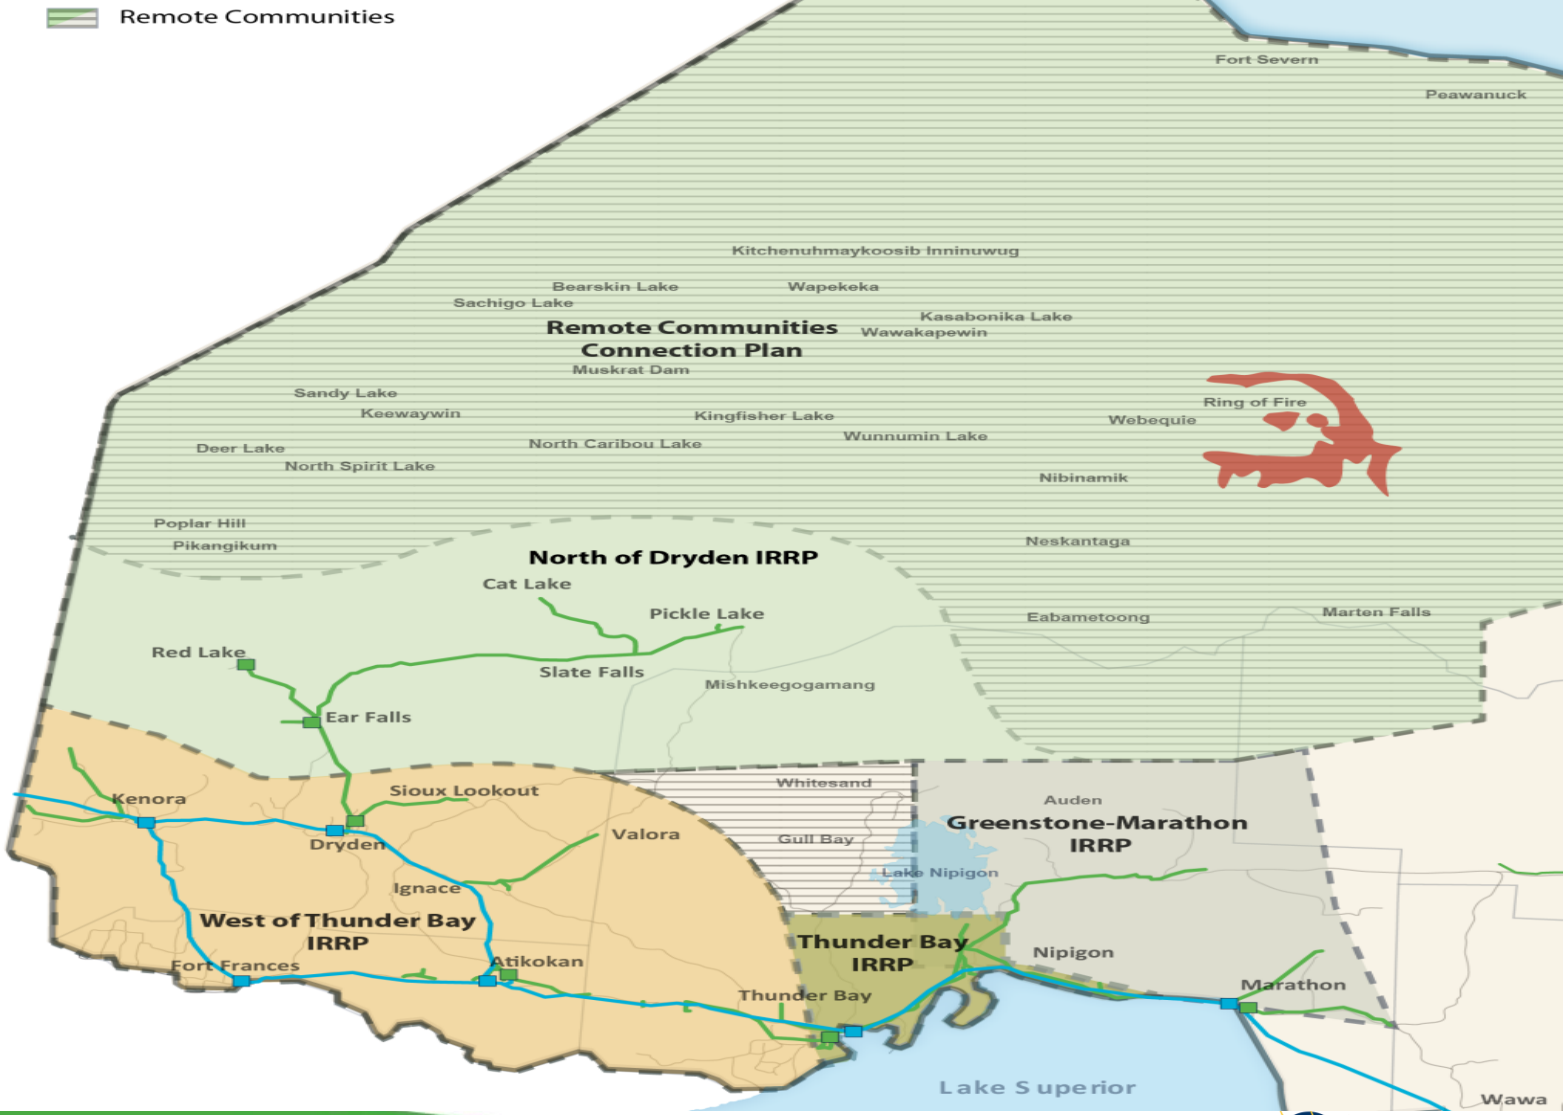 Remote Communities
Fort Severn
Peawanuck
Kitchenuhmaykoosib Inninuwug
Bearskin Lake
Wapekeka
Sachigo Lake
Kasabonika Lake
Remote Communities
Connection Plan
Wawakapewin
Muskrat Dam
Sandy Lake
Ring of Fire
Keewaywin
Kingfisher Lake
Webequie
Wunnumin Lake
North Caribou Lake
Deer Lake
North Spirit Lake
Nibinamik
Poplar Hill
Pikangikum
Neskantaga
North of Dryden IRRP
Cat Lake
Pickle Lake
Eabametoong
Marten Falls
Red Lake
Slate Falls
Mishkeegogamang
Ear Falls
Whitesand
Sioux Lookout
Kenora
Auden
Greenstone-Marathon
IRRP
Valora
Gull Bay
Dryden
Lake Nipigon
Ignace
West of Thunder Bay
IRRP
Thunder Bay
IRRP
Nipigon
Fort Frances
Atikokan
Marathon
Thunder Bay
Lake Superior
Wawa